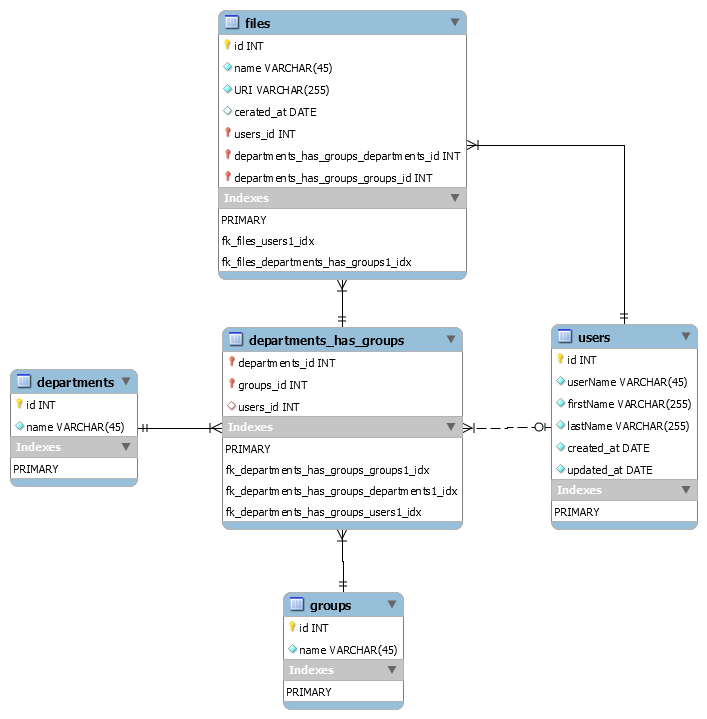 files
id INT
name VARCHAR(45)
URI VARCHAR(255)
cerated_at DATE
users_id INT
departments_has_groups_departments_id INT
departments_has_groups_groups_id INT
Indexes
PRIMARY
fk_files_users1_idx
fk_files_departments_has_groups1_idx
departments_has_groups
departments_id INT
groups_id INT
users_id INT
Indexes
PRIMARY
fk_departments_has_groups_groups1_idx
fk_departments_has_groups_departments1_idx
fk_departments_has_groups_users1_idx
users
id INT
userName VARCHAR(45)
firstName VARCHAR(255)
lastName VARCHAR(255)
created_at DATE
updated_at DATE
Indexes
PRIMARY
departments
id INT
name VARCHAR(45)
Indexes
PRIMARY
groups
id INT
name VARCHAR(45)
Indexes
PRIMARY